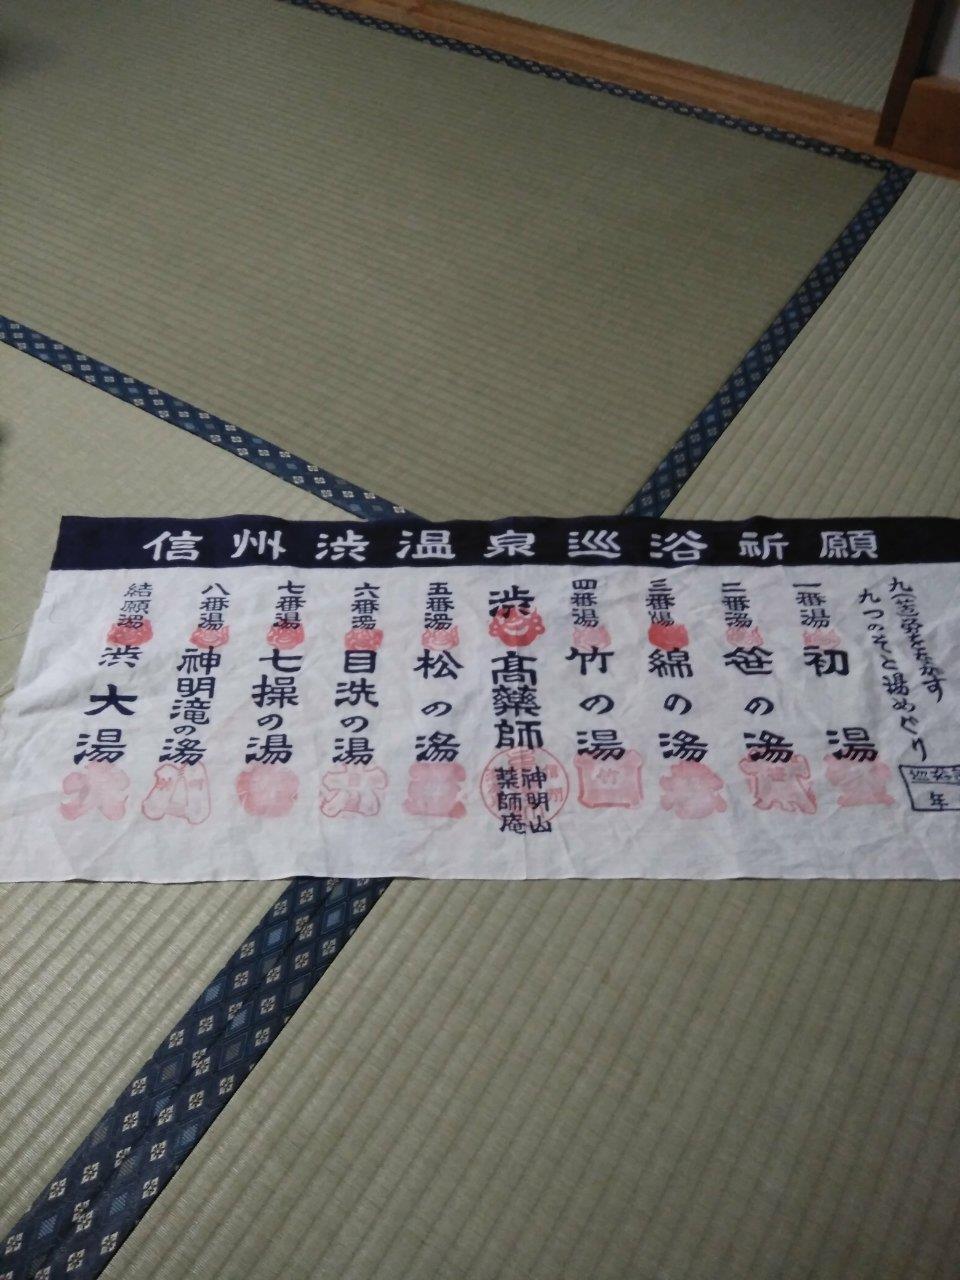 信州渋温泉巡浴祈願
九(苦)労をながす
九つのそと湯めぐり
巡浴
年
一番湯
初湯
二番湯
笹の湯
三番湯
綿の湯
四番湯
竹の湯
渋高薬師
神明山
薬師庵
五番湯
松の湯
六番湯
目洗の湯
七番湯
七操の湯
八番湯
神明滝の湯
結願湯
渋大湯